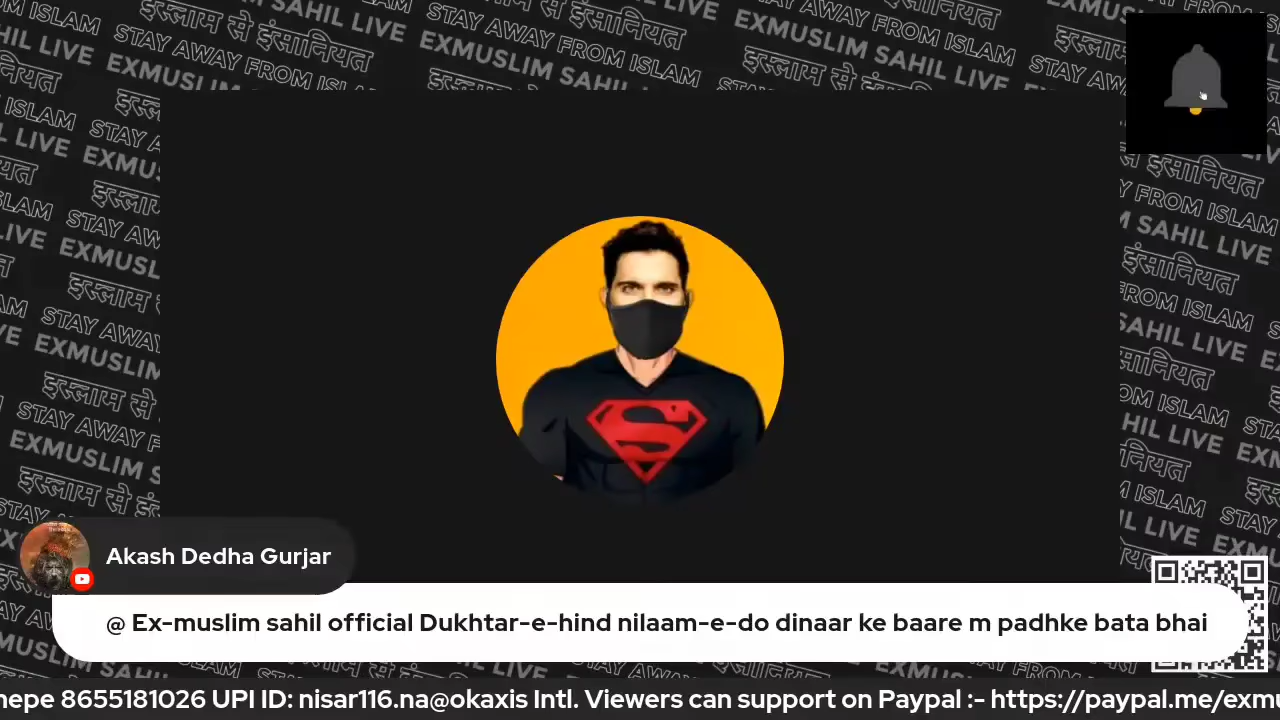 इस्लाम से इंसानियत
STAY AWAY FROM ISLAM
EXMUSLIM SAHIL LIVE
Akash Dedha Gurjar
@ Ex-muslim sahil official Dukhtar-e-hind nilaam-e-do dinaar ke baare m padhke bata bhai
8655181026 UPI ID: nisar116.na@okaxis Intl. Viewers can support on Paypal :- https://paypal.me/exmu